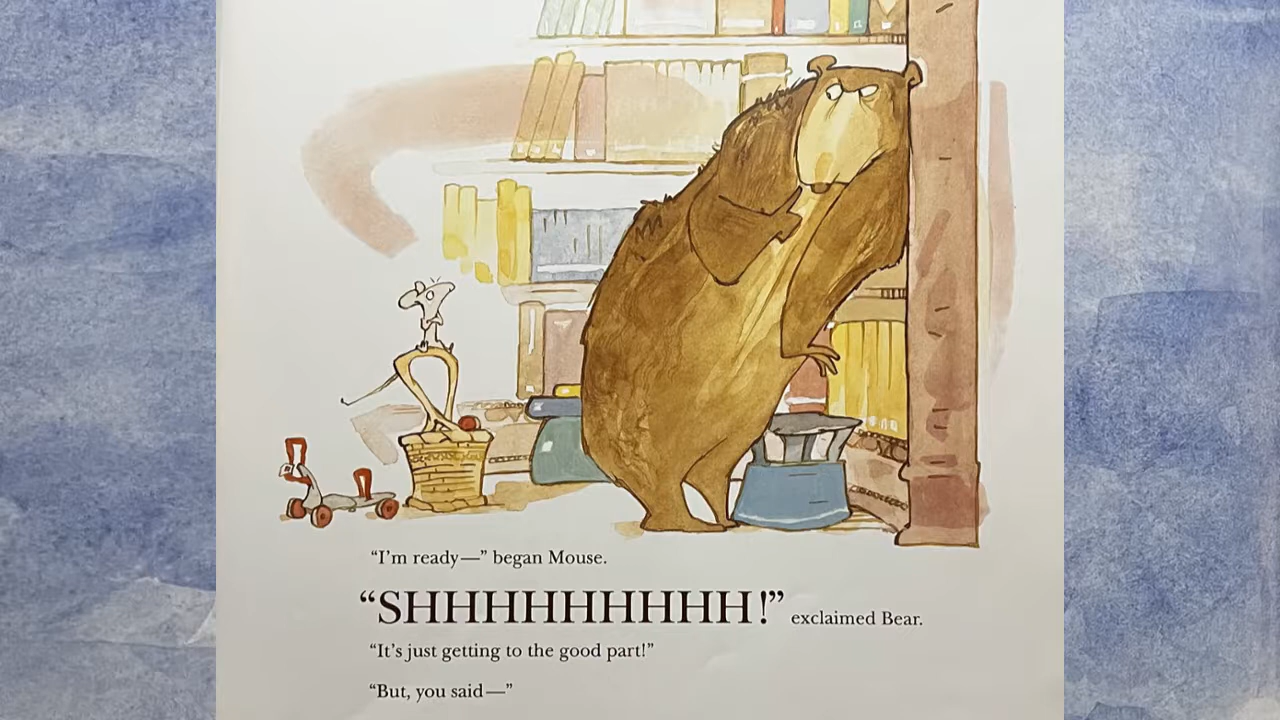 “I’m ready—” began Mouse.
“SHHHHHHHHHH!” exclaimed Bear.
“It’s just getting to the good part!”
“But, you said—”